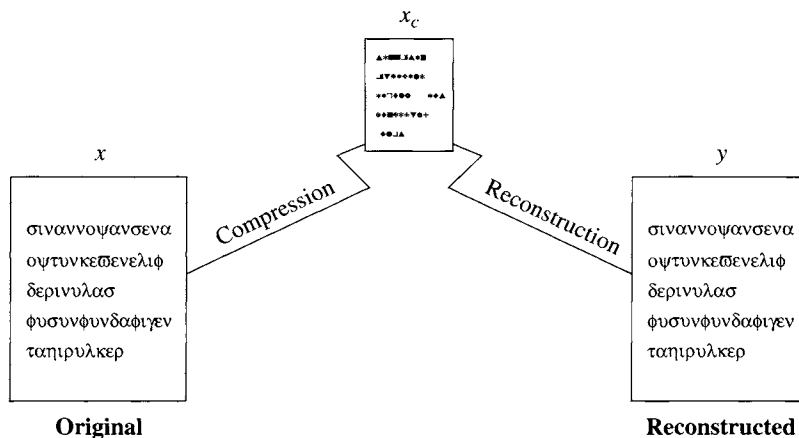 x_c
x
Compression
σιναννοψανσενα
οψτυνκεϖενελιφ
δερινυλασ
φυσυνφυνδαφιγεν
ταηιρυλκερ
Original
y
Reconstruction
σιναννοψανσενα
οψτυνκεϖενελιφ
δερινυλασ
φυσυνφυνδαφιγεν
ταηιρυλκερ
Reconstructed